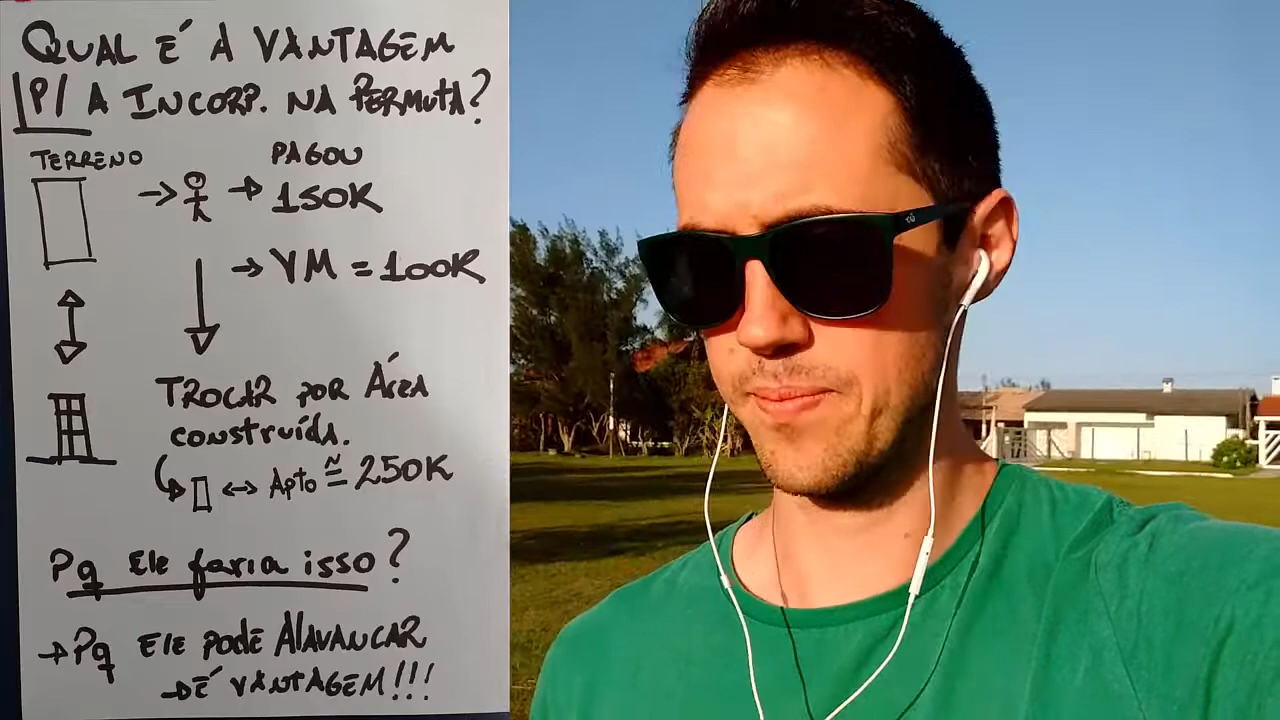 QUAL É A VANTAGEM
P/ A INCORP. NA PERMUTA?
TERRENO
PAGOU
150K
VM = 100K
TROCAR POR ÁREA
CONSTRUÍDA.
Apto ≅ 250K
Pq Ele faria isso?
Pq Ele PODE AlAVANCAR
É VANTAGEM!!!